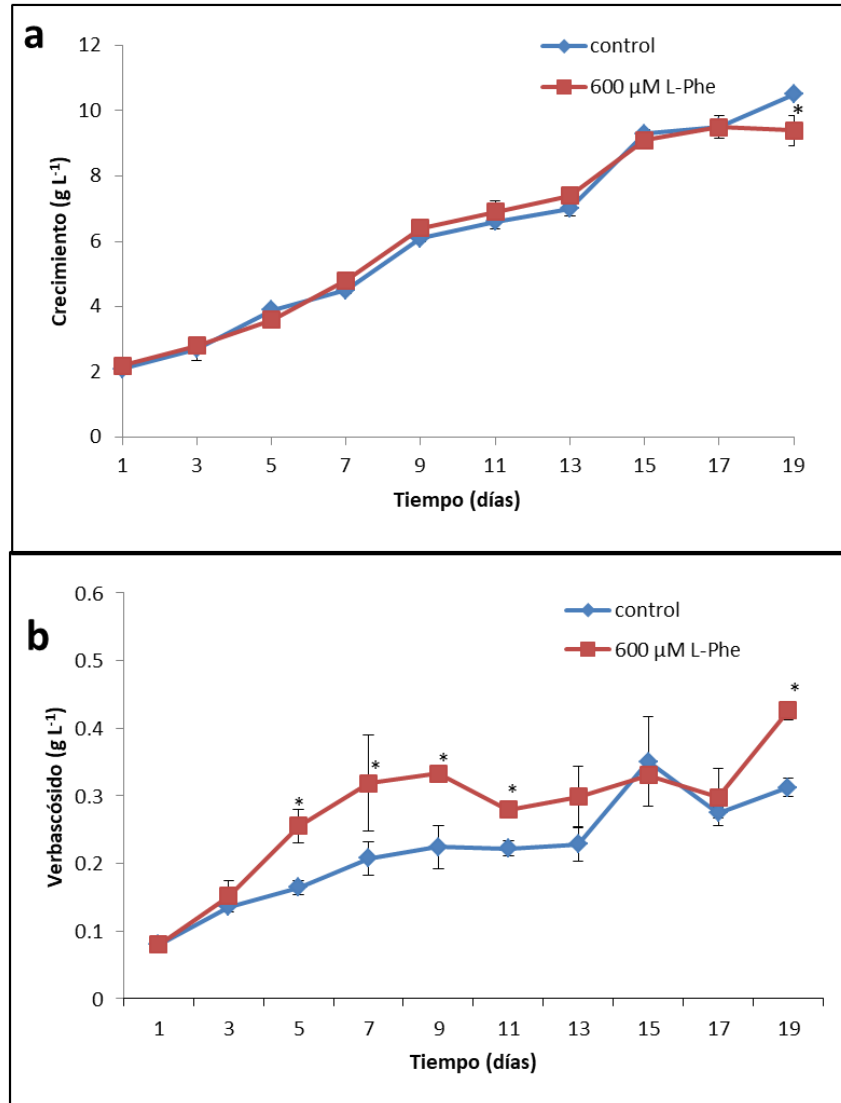 a
12
10
8
6
4
2
0
control
600 µM L-Phe
*
Crecimiento (g L-1)
1 3 5 7 9 11 13 15 17 19
Tiempo (días)
b
0.6
0.5
0.4
0.3
0.2
0.1
0
control
600 µM L-Phe
* * * * *
Verbascósido (g L-1)
1 3 5 7 9 11 13 15 17 19
Tiempo (días)